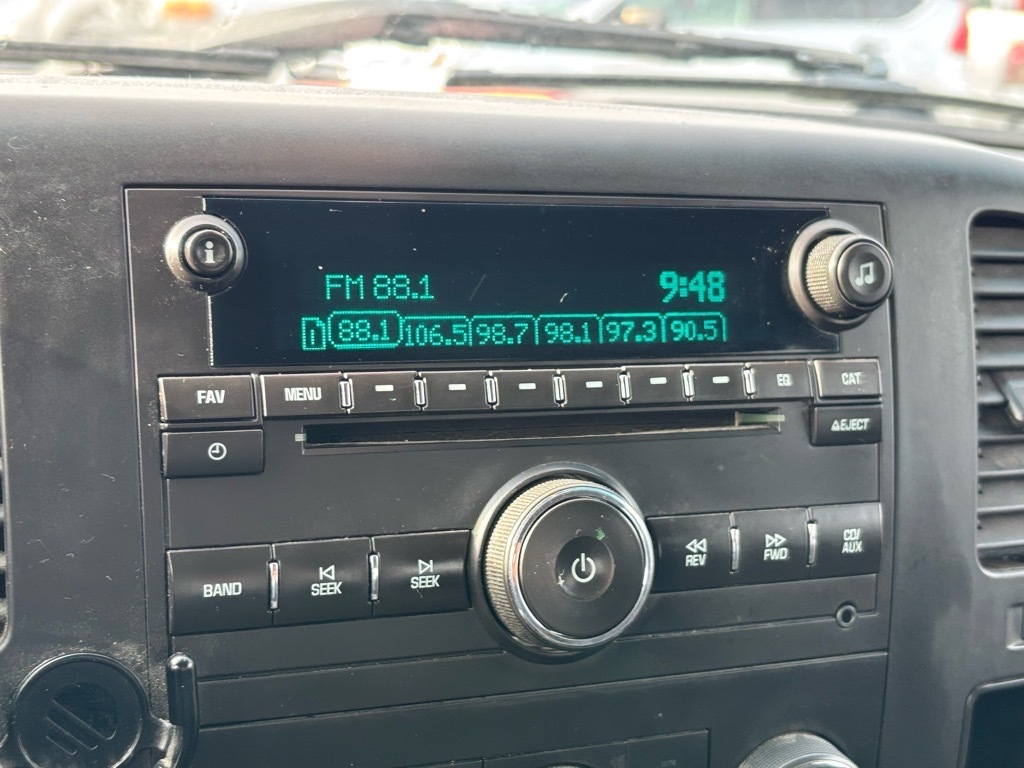 i
FM 88.1 9:48
88.1 106.5 98.7 98.1 97.3 90.5
FAV MENU EQ CAT
EJECT
BAND SEEK SEEK REV FWD CD/
AUX